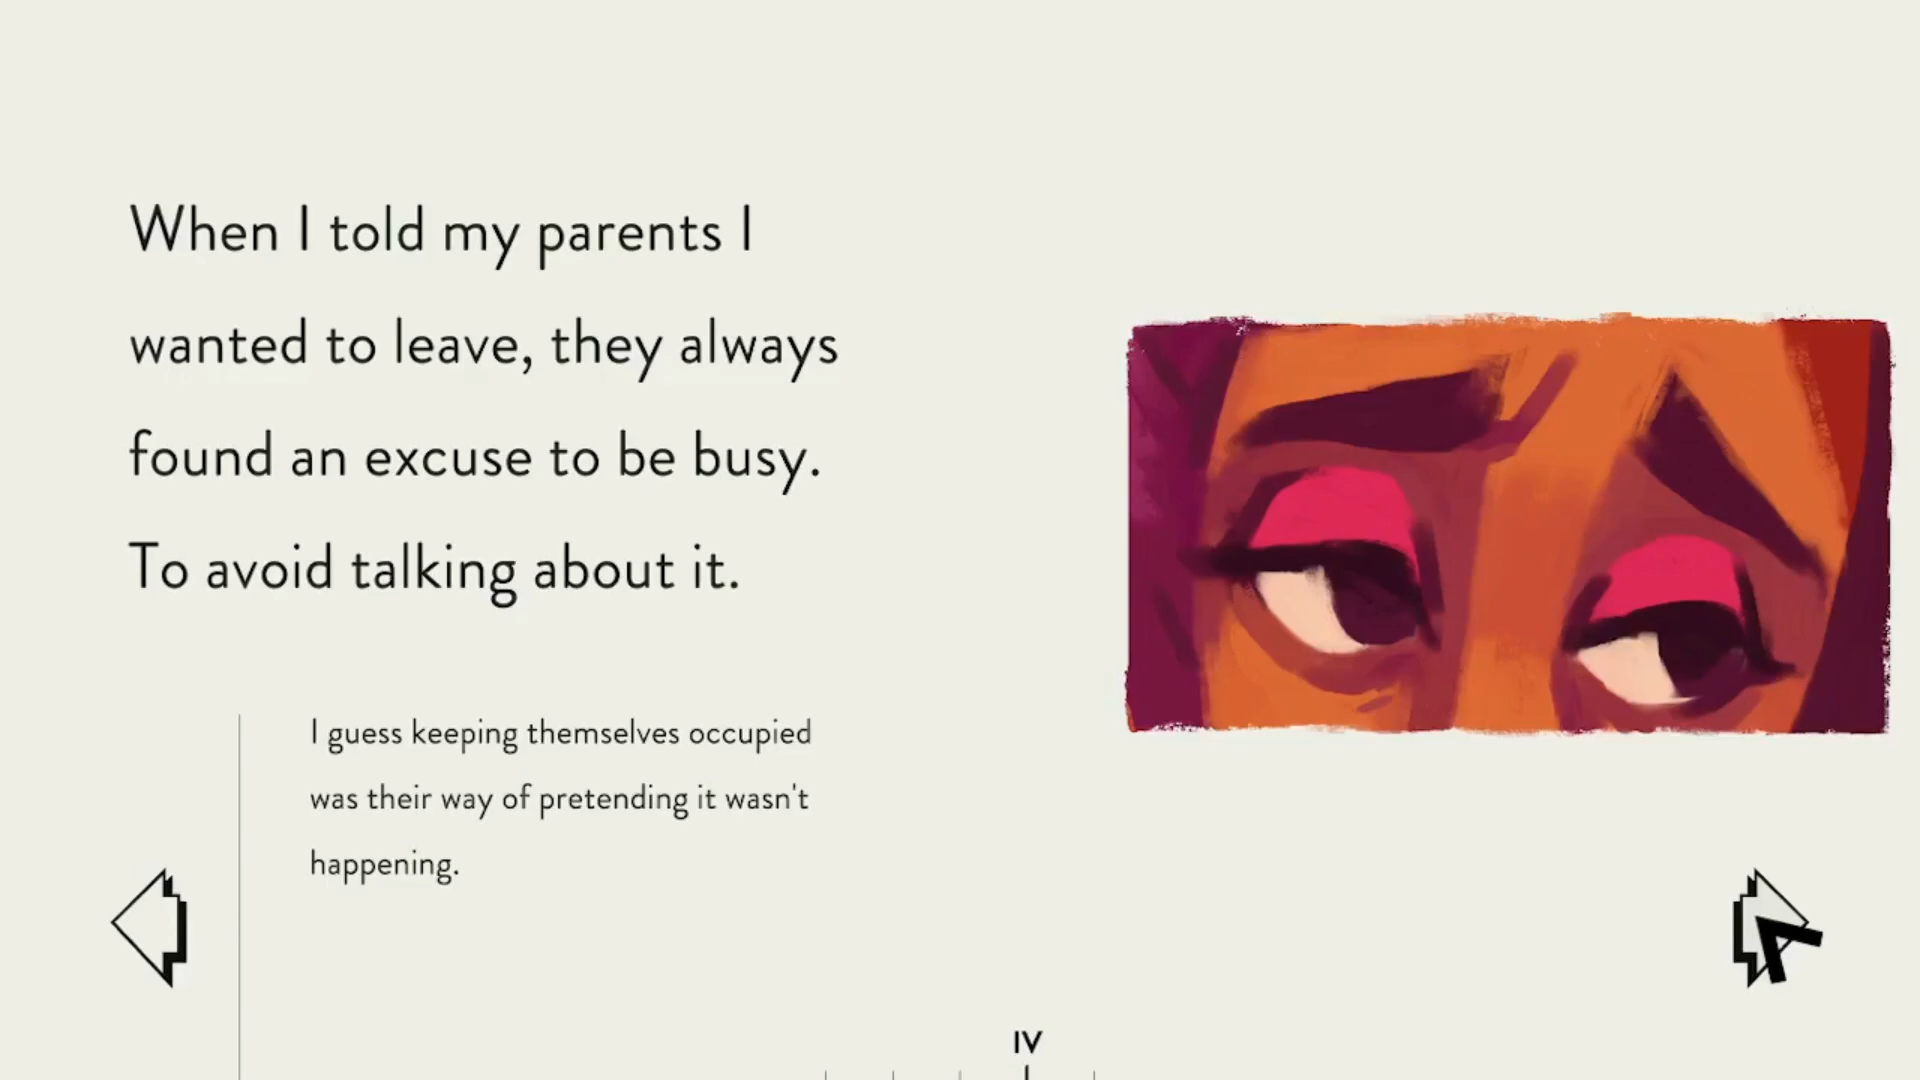 When I told my parents I
wanted to leave, they always
found an excuse to be busy.
To avoid talking about it.
I guess keeping themselves occupied
was their way of pretending it wasn't
happening.
IV